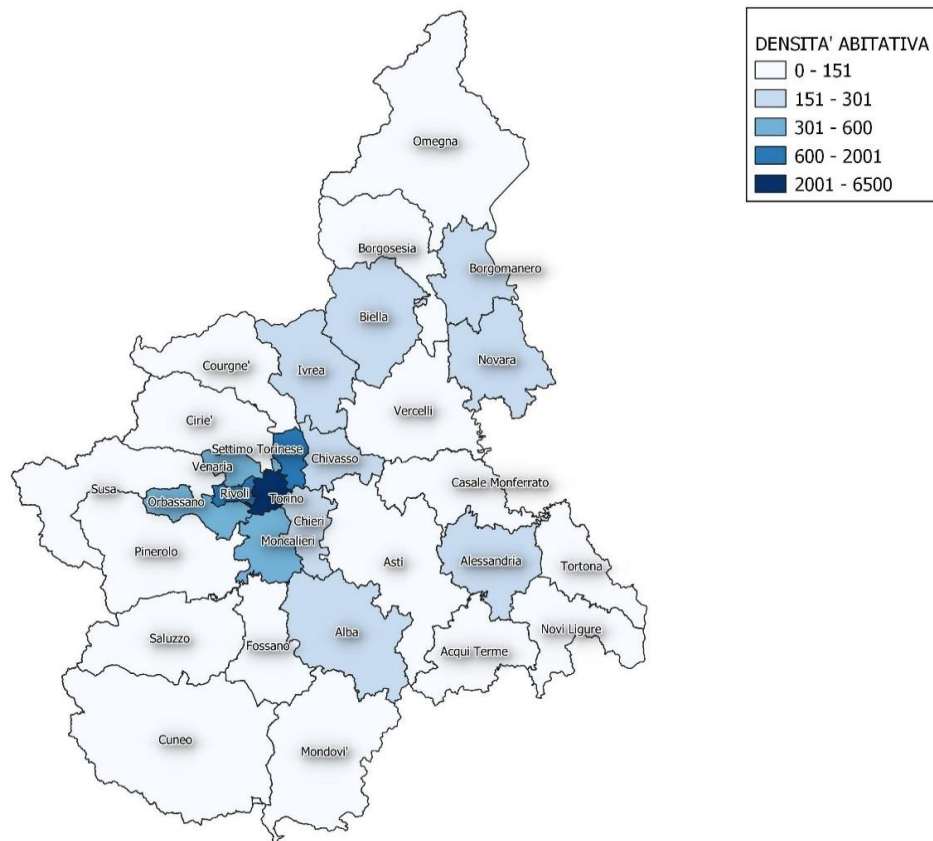 DENSITA' ABITATIVA
0 - 151
151 - 301
301 - 600
600 - 2001
2001 - 6500
Omegna
Borgosesia
Borgomanero
Biella
Novara
Courgne'
Ivrea
Vercelli
Cirie'
Settimo Torinese
Chivasso
Venaria
Casale Monferrato
Susa
Rivoli
Orbassano
Torino
Chieri
Moncalieri
Pinerolo
Asti
Alessandria
Tortona
Alba
Novi Ligure
Saluzzo
Fossano
Acqui Terme
Cuneo
Mondovi'